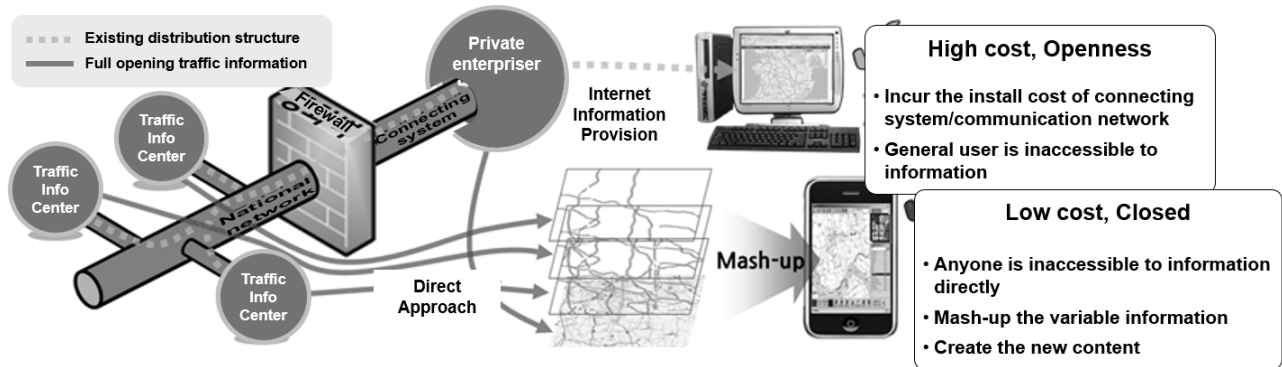 Existing distribution structure
Full opening traffic information
Traffic
Info
Center
Traffic
Info
Center
Traffic
Info
Center
National
network
Firewall
Connecting
system
Private
enterpriser
Internet
Information
Provision
Direct
Approach
Mash-up
High cost, Openness
• Incur the install cost of connecting
system/communication network
• General user is inaccessible to
information
Low cost, Closed
• Anyone is inaccessible to information
directly
• Mash-up the variable information
• Create the new content